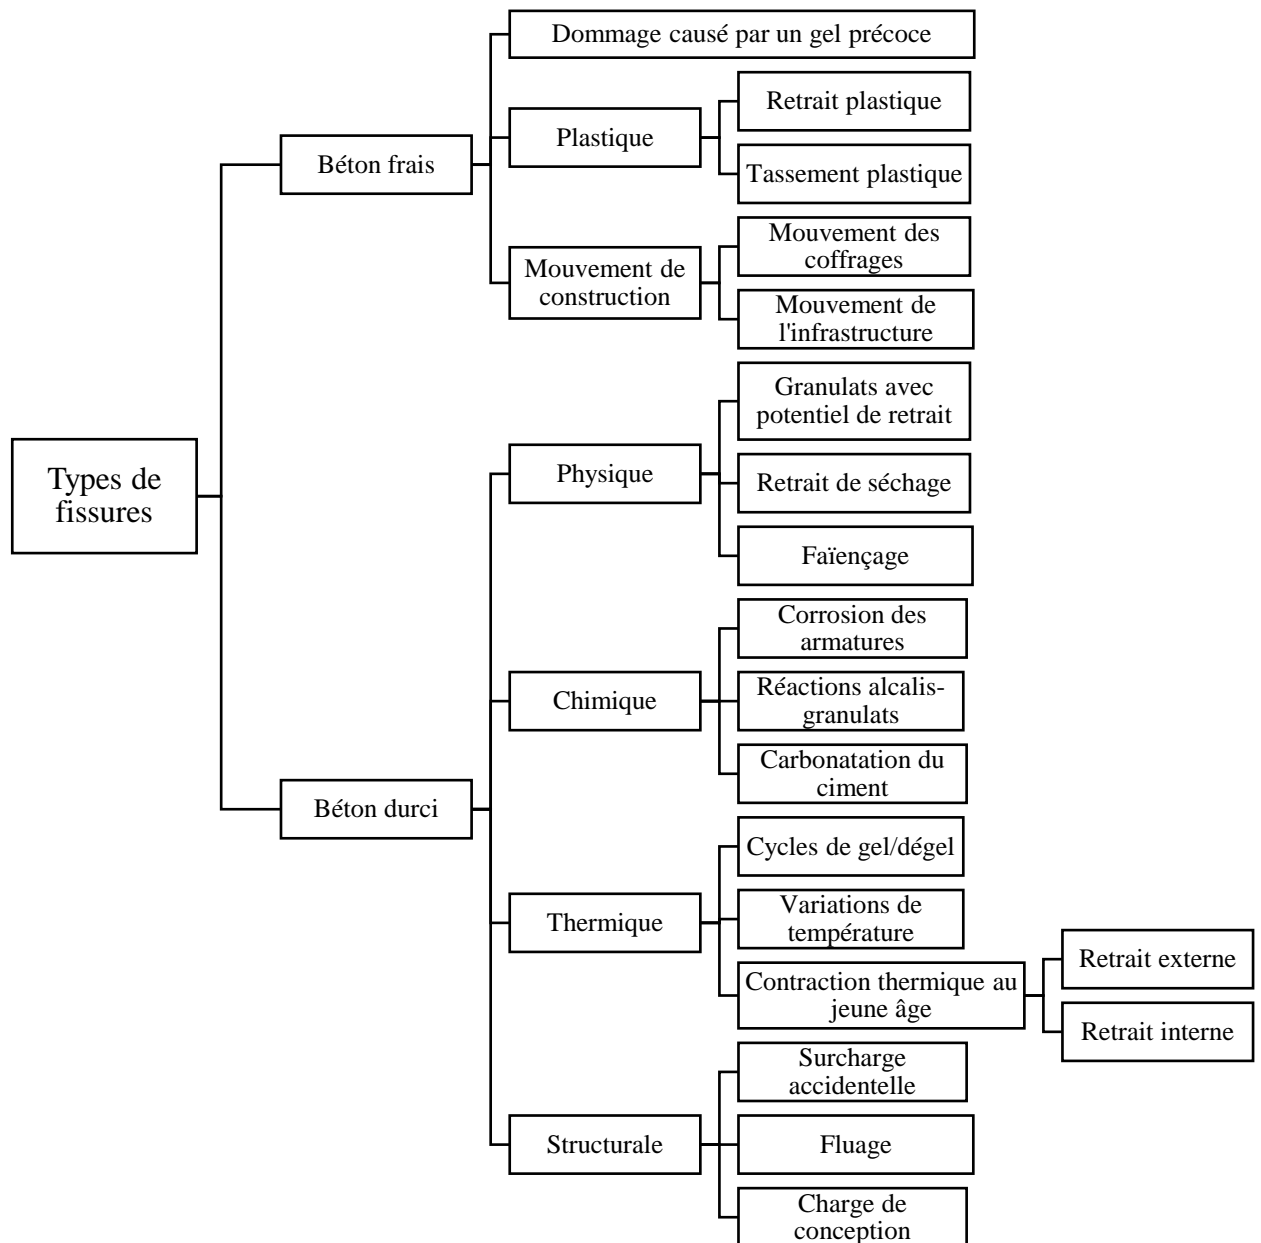 Types de
fissures
Béton frais
Dommage causé par un gel précoce
Plastique
Retrait plastique
Tassement plastique
Mouvement de
construction
Mouvement des
coffrages
Mouvement de
l'infrastructure
Béton durci
Physique
Granulats avec
potentiel de retrait
Retrait de séchage
Faïençage
Chimique
Corrosion des
armatures
Réactions alcalis-
granulats
Carbonatation du
ciment
Thermique
Cycles de gel/dégel
Variations de
température
Contraction thermique au
jeune âge
Retrait externe
Retrait interne
Structurale
Surcharge
accidentelle
Fluage
Charge de
conception